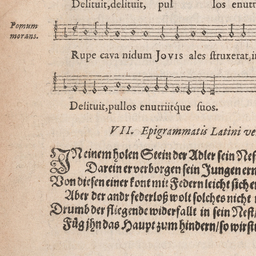 Delituit,delituit, pul los enutr
Pomum
morans.
Rupe cava nidum JOVIS ales struxerat,i
Delituit,pullos enutriitque suos.
VII. Epigrammatis Latini ve
IN einem holen Stein der Adler sein Nes
Darein er verborgen sein Jungen ern
Von diesen einer kont mit Federn leicht sich e
Aber der andr federloß wolt solches nicht
Drumb der fliegende widerfallt in sein Nest/
Füg jhn das Haupt zum hindern/ so wirst